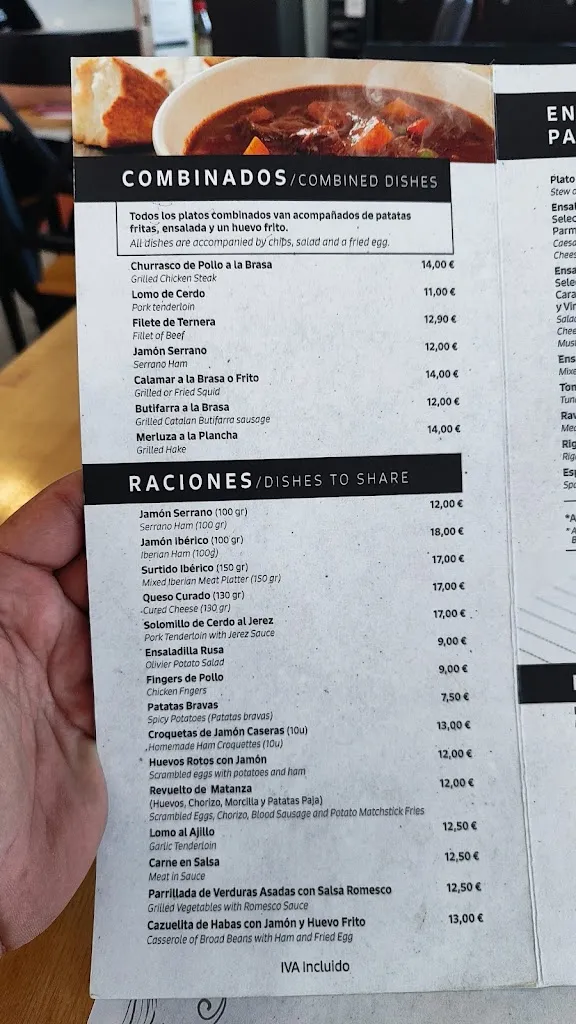 COMBINADOS/COMBINED DISHES
Todos los platos combinados van acompañados de patatas
fritas, ensalada y un huevo frito.
All dishes are accompanied by chips, salad and a fried egg.
Churrasco de Pollo a la Brasa 14,00 €
Grilled Chicken Steak
Lomo de Cerdo 11,00 €
Pork tenderloin
Filete de Ternera 12,90 €
Fillet of Beef
Jamón Serrano 12,00 €
Serrano Ham
Calamar a la Brasa o Frito 14,00 €
Grilled or Fried Squid
Butifarra a la Brasa 12,00 €
Grilled Catalan Butifarra sausage
Merluza a la Plancha 14,00 €
Grilled Hake
RACIONES/DISHES TO SHARE
Jamón Serrano (100 gr) 12,00 €
Serrano Ham (100 gr)
Jamón Ibérico (100 gr) 18,00 €
Iberian Ham (100g)
Surtido Ibérico (150 gr) 17,00 €
Mixed Iberian Meat Platter (150 gr)
Queso Curado (130 gr) 17,00 €
Cured Cheese (130 gr)
Solomillo de Cerdo al Jerez 17,00 €
Pork Tenderloin with Jerez Sauce
Ensaladilla Rusa 9,00 €
Olivier Potato Salad
Fingers de Pollo 9,00 €
Chicken Fngers
Patatas Bravas 7,50 €
Spicy Potatoes (Patatas bravas)
Croquetas de Jamón Caseras (10u) 13,00 €
Homemade Ham Croquettes (10u)
* Huevos Rotos con Jamón 12,00 €
Scrambled eggs with potatoes and ham
Revuelto de Matanza 12,00 €
(Huevos, Chorizo, Morcilla y Patatas Paja)
Scrambled Eggs, Chorizo, Blood Sausage and Potato Matchstick Fries
Lomo al Ajillo 12,50 €
Garlic Tenderloin
Carne en Salsa 12,50 €
Meat in Sauce
Parrillada de Verduras Asadas con Salsa Romesco 12,50 €
Grilled Vegetables with Romesco Sauce
Cazuelita de Habas con Jamón y Huevo Frito 13,00 €
Casserole of Broad Beans with Ham and Fried Egg
IVA Incluido
EN
PA
Plato
Stew